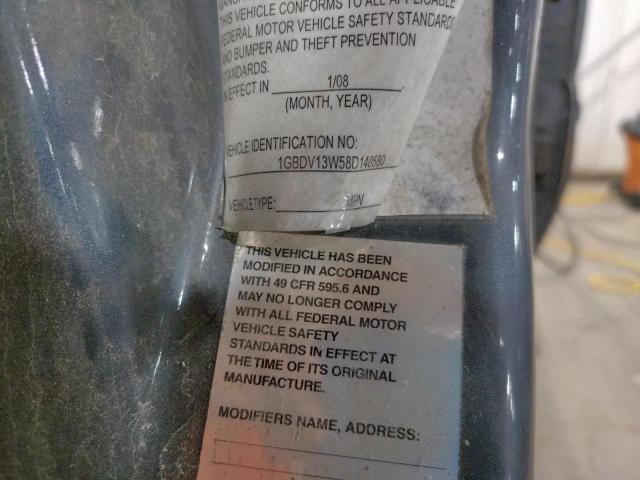 THIS VEHICLE CONFORMS TO ALL APPLICABLE
FEDERAL MOTOR VEHICLE SAFETY STANDARDS
AND BUMPER AND THEFT PREVENTION
STANDARDS.
IN EFFECT IN 1/08 .
(MONTH, YEAR)
VEHICLE IDENTIFICATION NO:
1GBDV13W58D140580
VEHICLE TYPE: MPV
THIS VEHICLE HAS BEEN
MODIFIED IN ACCORDANCE
WITH 49 CFR 595.6 AND
MAY NO LONGER COMPLY
WITH ALL FEDERAL MOTOR
VEHICLE SAFETY
STANDARDS IN EFFECT AT
THE TIME OF ITS ORIGINAL
MANUFACTURE.
MODIFIERS NAME, ADDRESS: